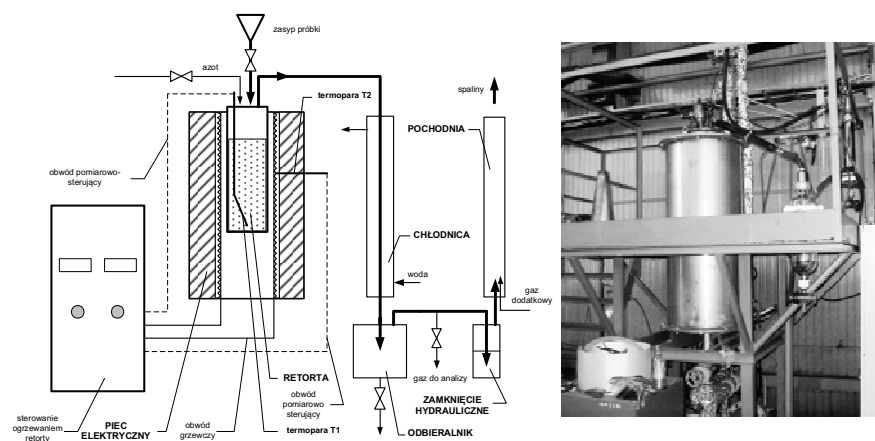 zasyp próbki
azot
termopara T2
spaliny
POCHODNIA
obwód pomiarowo-
sterujący
CHŁODNICA
woda
gaz
dodatkowy
RETORTA
gaz do analizy
obwód
pomiarowo
sterujący
ZAMKNIĘCIE
HYDRAULICZNE
sterowanie
ogrzewaniem
retorty
PIEC
ELEKTRYCZNY
obwód
grzewczy
termopara T1
ODBIERALNIK